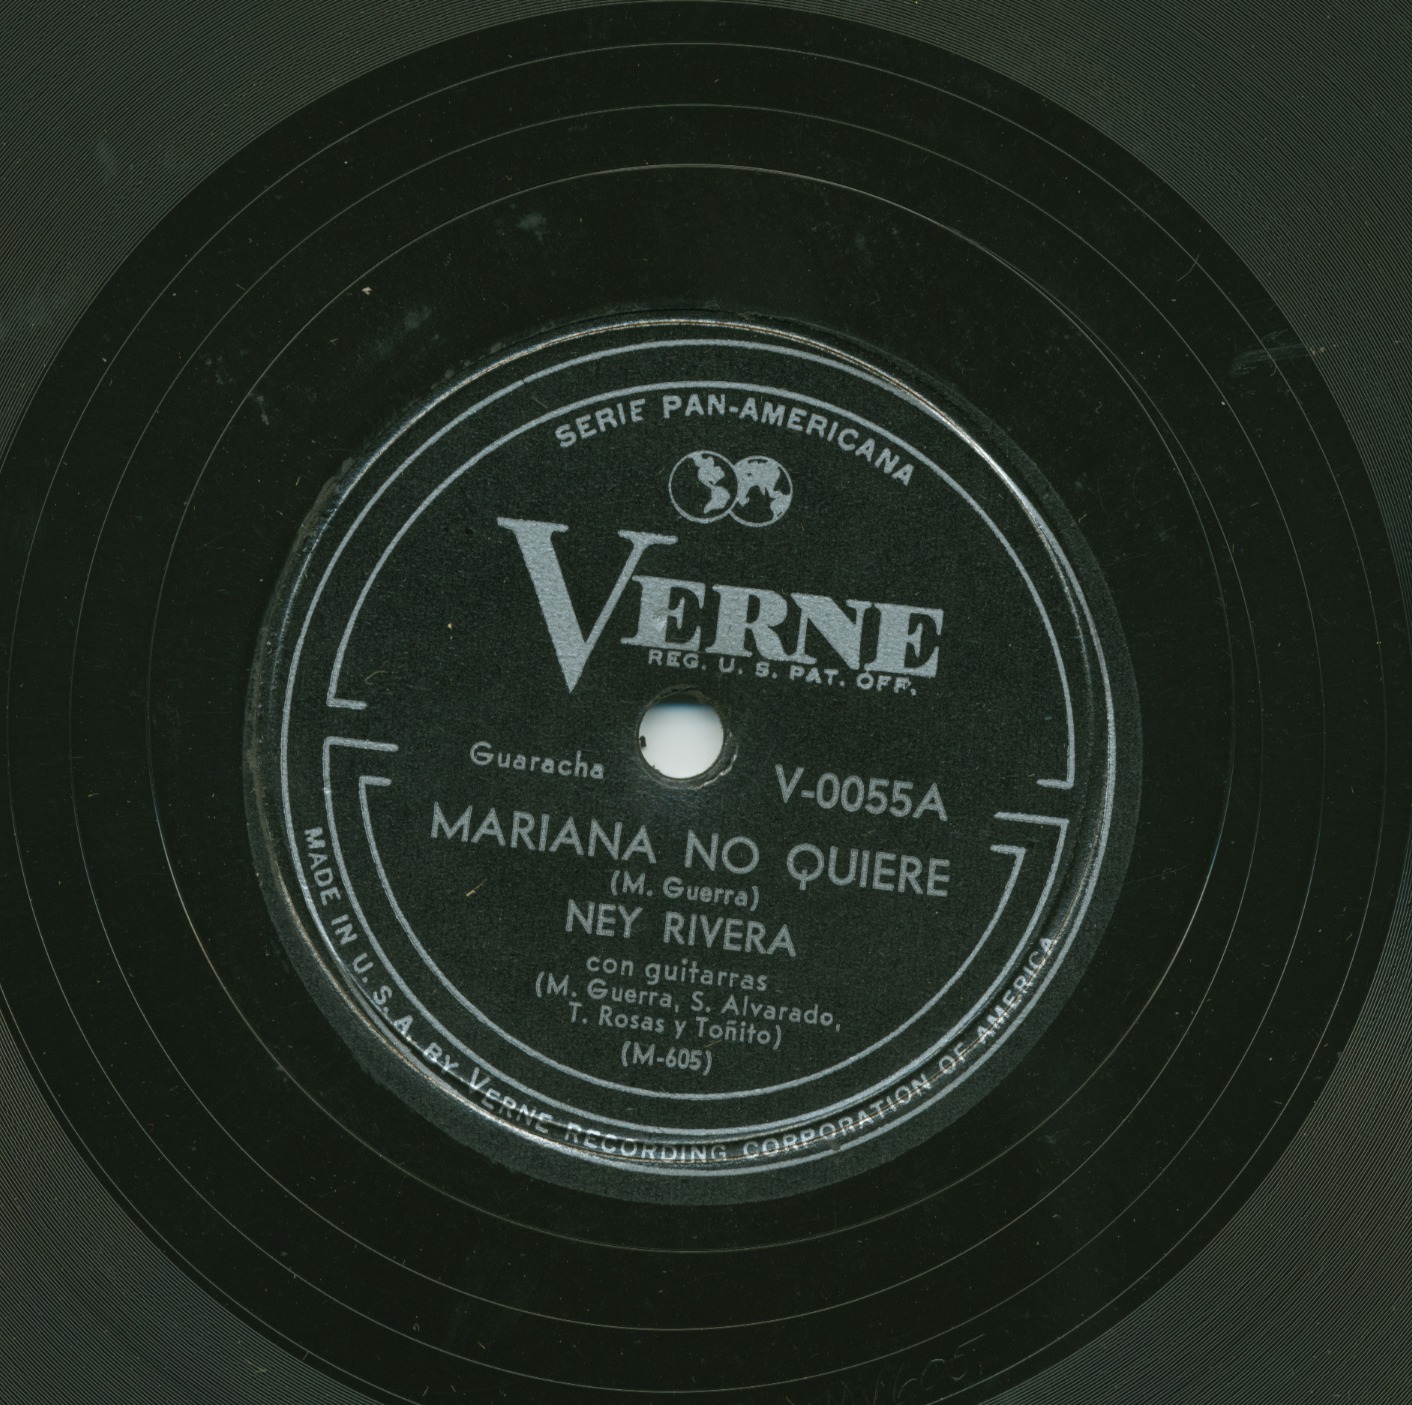 SERIE PAN-AMERICANA
VERNE
REG. U. S. PAT. OFF.
Guaracha
V-0055A
MARIANA NO QUIERE
(M. Guerra)
NEY RIVERA
con guitarras
(M. Guerra, S. Alvarado,
T. Rosas y Toñito)
(M-605)
MADE IN U. S. A. BY VERNE RECORDING CORPORATION OF AMERICA